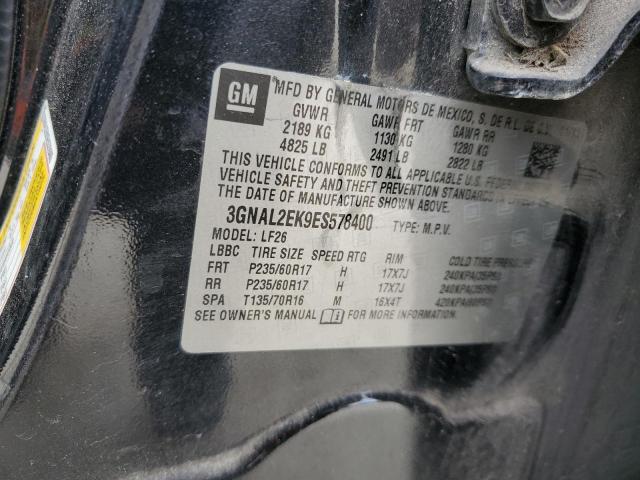 GM
MFD BY GENERAL MOTORS DE MEXICO, S. DE R.L. DE C.V.
GVWR GAWR FRT GAWR RR
2189 KG 1130 KG 1280 KG
4825 LB 2491 LB 2822 LB
THIS VEHICLE CONFORMS TO ALL APPLICABLE U.S. FEDERAL MOTOR
VEHICLE SAFETY AND THEFT PREVENTION STANDARDS IN EFFECT ON
THE DATE OF MANUFACTURE SHOWN ABOVE.
3GNAL2EK9ES578400 TYPE: M.P.V.
MODEL: LF26
LBBC TIRE SIZE SPEED RTG RIM COLD TIRE PRESSURE
FRT P235/60R17 H 17X7J 240KPA(35PSI)
RR P235/60R17 H 17X7J 240KPA(35PSI)
SPA T135/70R16 M 16X4T 420KPA(60PSI)
SEE OWNER'S MANUAL FOR MORE INFORMATION